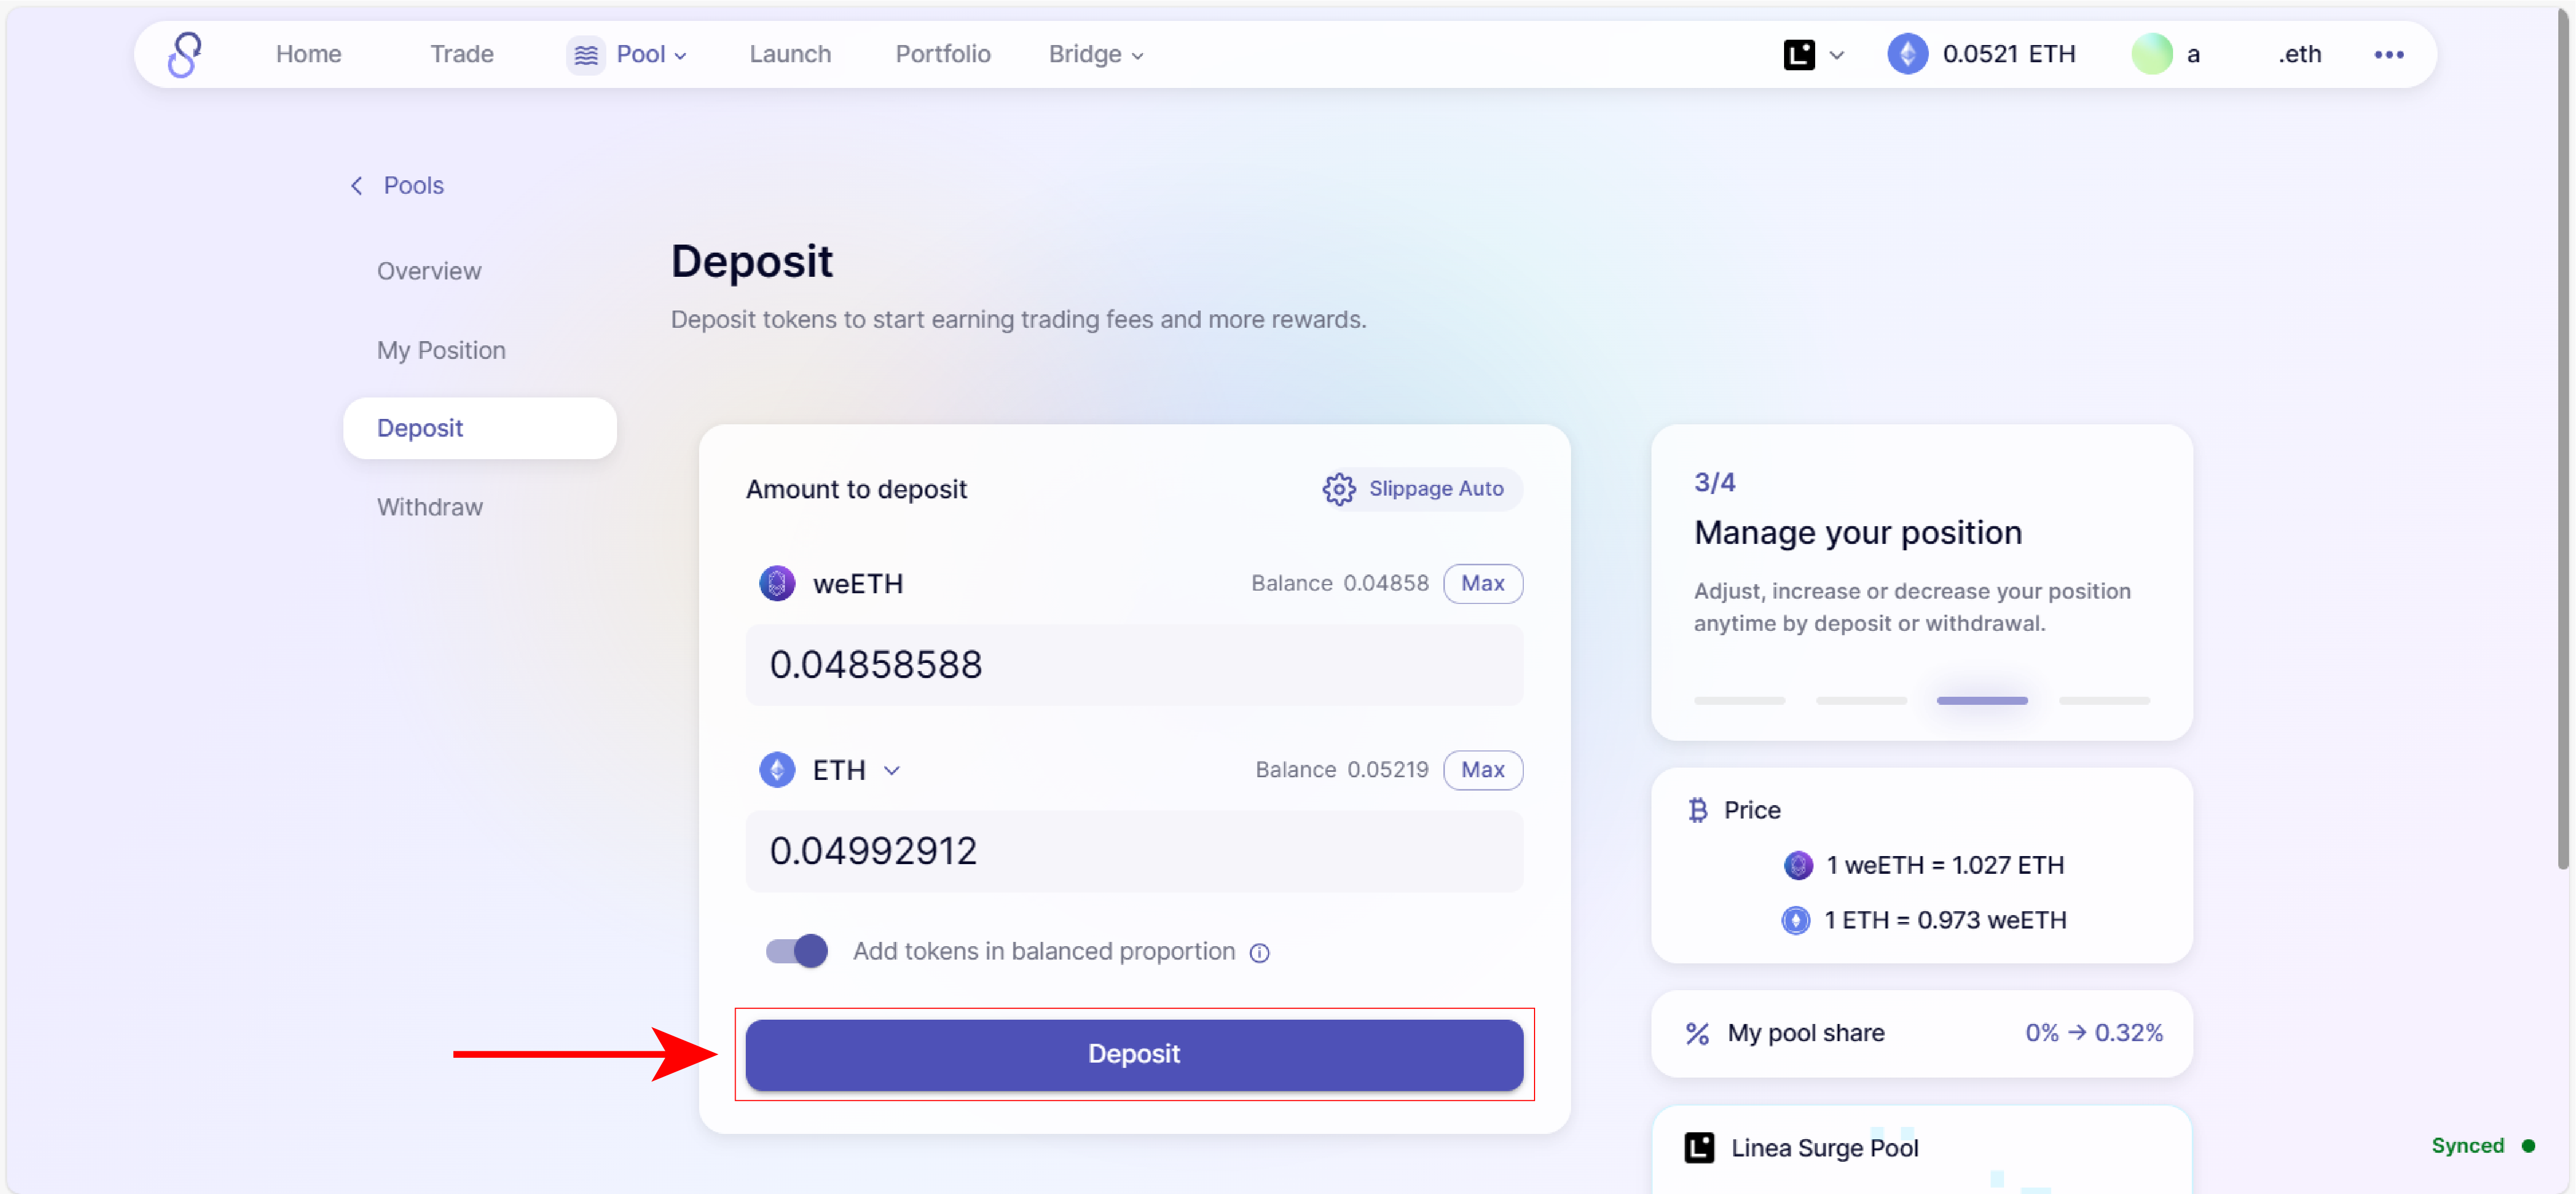 Home Trade Pool Launch Portfolio Bridge 0.0521 ETH a .eth
Pools
Overview
My Position
Deposit
Withdraw
Deposit
Deposit tokens to start earning trading fees and more rewards.
Amount to deposit Slippage Auto
weETH Balance 0.04858 Max
0.04858588
ETH Balance 0.05219 Max
0.04992912
Add tokens in balanced proportion
Deposit
3/4
Manage your position
Adjust, increase or decrease your position
anytime by deposit or withdrawal.
Price
1 weETH = 1.027 ETH
1 ETH = 0.973 weETH
My pool share 0% → 0.32%
Linea Surge Pool
Synced